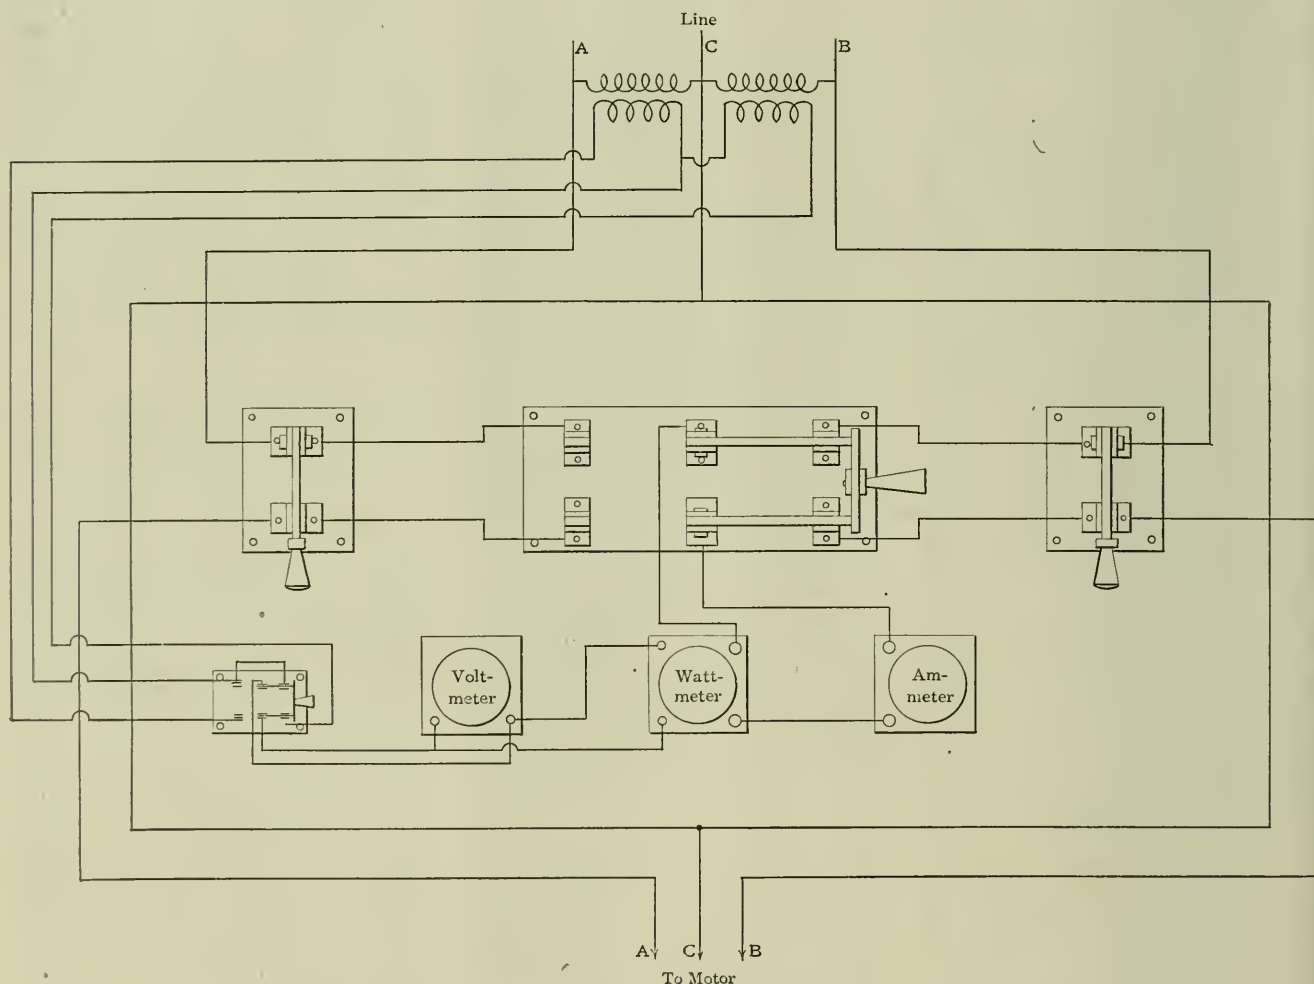 Line
A
C
B
Volt-
meter
Watt-
meter
Am-
meter
A
C
B
To Motor